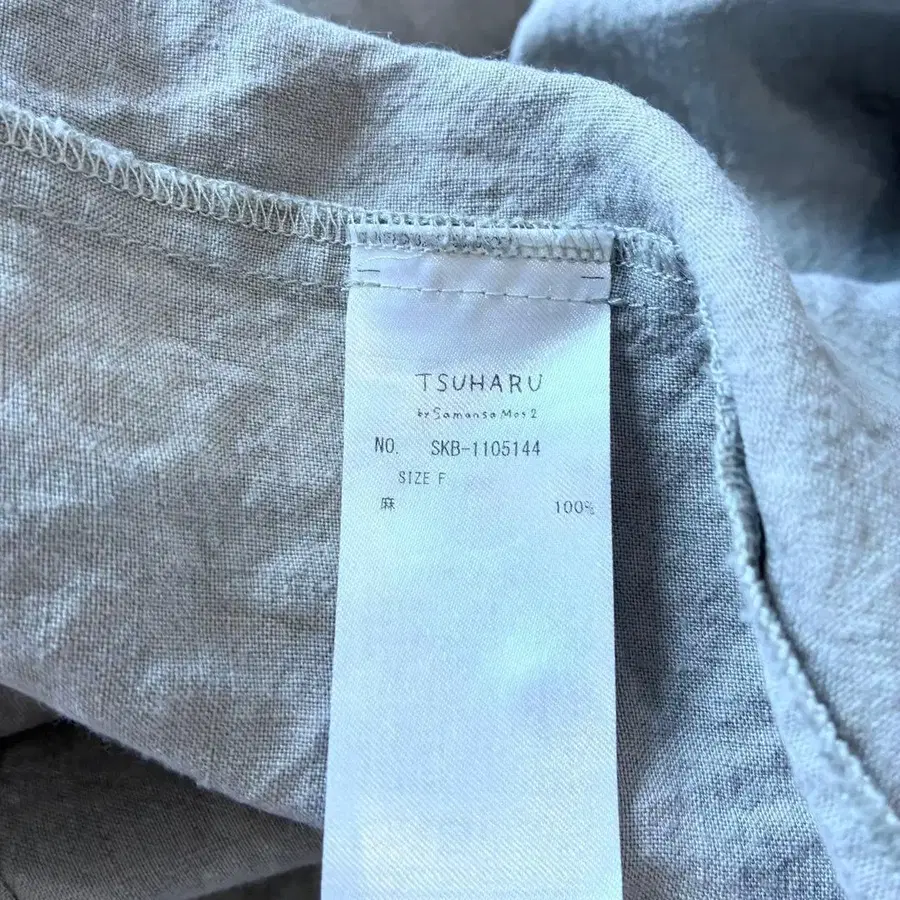 TSUHARU
by Samansa Mos2
NO. SKB-1105144
SIZE F
麻 100%